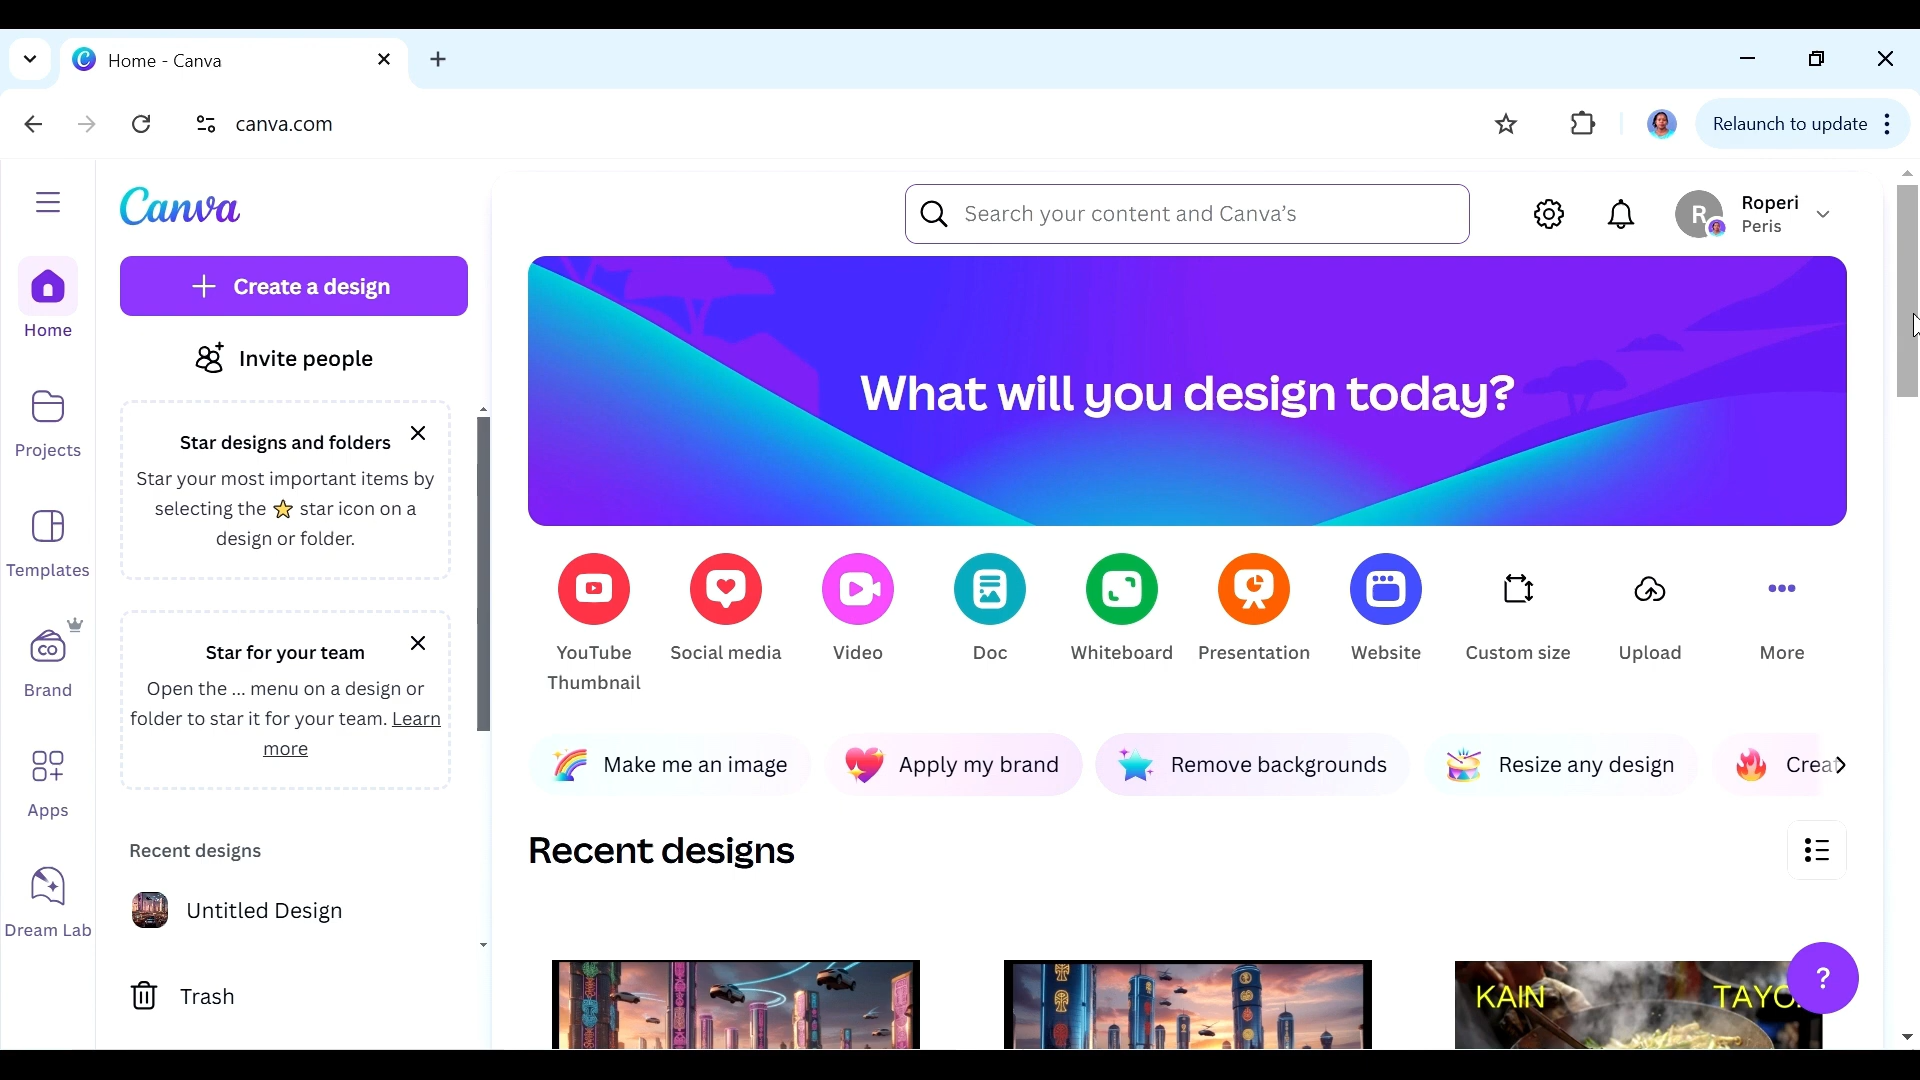 Home - Canva
canva.com
Relaunch to update
Canva
Search your content and Canva's
R
Roperi
Peris
Create a design
Home
Invite people
What will you design today?
Star designs and folders
Star your most important items by
selecting the ⭐ star icon on a
design or folder.
Projects
Templates
YouTube
Thumbnail
Social media
Video
Doc
Whiteboard
Presentation
Website
Custom size
Upload
More
Star for your team
Open the ... menu on a design or
folder to star it for your team. Learn
more
CO
Brand
Make me an image
Apply my brand
Remove backgrounds
Resize any design
Creat
Apps
Recent designs
Recent designs
Untitled Design
Dream Lab
Trash
KAIN TAYO
?